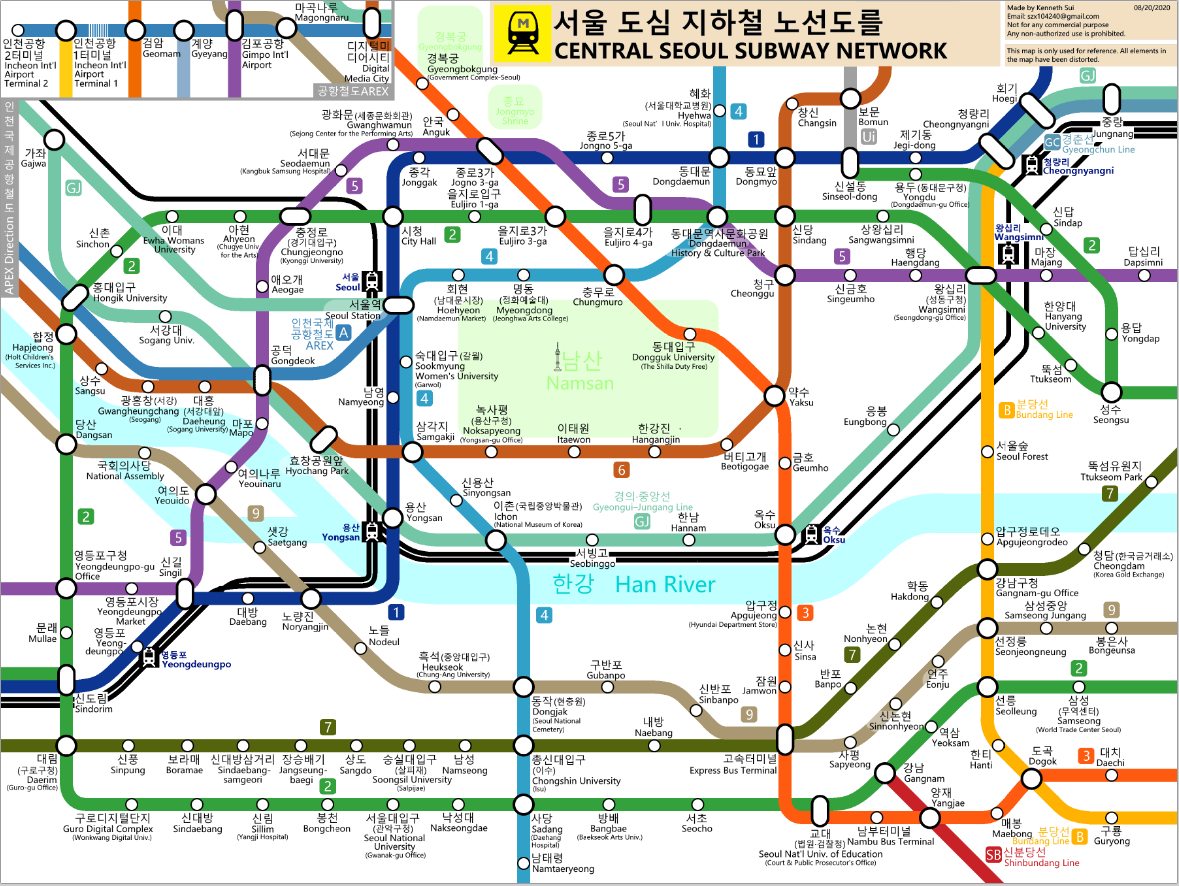 인천공항
2터미널
Incheon Int'l
Airport
Terminal 2
인천공항
1터미널
Incheon Int'l
Airport
Terminal 1
검암
Geomam
계양
Gyeyang
김포공항
Gimpo Int'l
Airport
마곡나루
Magongnaru
디지털미
디어시티
Digital
Media City
공항철도AREX
경복궁
Gyeongbokgung
경복궁
Gyeongbokgung
(Government Complex-Seoul)
종묘
Jongmyo
Shrine
M
서울 도심 지하철 노선도를
CENTRAL SEOUL SUBWAY NETWORK
Made by Kenneth Sui
08/20/2020
Email: szx104240@gmail.com
Not for any commercial purpose
Any non-authorized use is prohibited.
This map is only used for reference. All elements in
the map have been distorted.
인천국제공항철도 APEX Direction
가좌
Gajwa
GJ
광화문(세종문화회관)
Gwanghwamun
(Sejong Center for the Performing Arts)
안국
Anguk
서대문
Seodaemun
(Kangbuk Samsung Hospital)
5
종각
Jonggak
종로3가
Jogno 3-ga
을지로입구
Euljiro 1-ga
종로5가
Jongno 5-ga
5
혜화
(서울대학교병원)
Hyehwa
(Seoul Nat'l Univ. Hospital)
4
1
동대문
Dongdaemun
동묘앞
Dongmyo
창신
Changsin
보문
Bomun
Ui
신설동
Sinseol-dong
제기동
Jegi-dong
청량리
Cheongnyangni
회기
Hoegi
GJ
중랑
Jungnang
GC
경춘선
Gyeongchun Line
청량리
Cheongnyangni
용두(동대문구청)
Yongdu
(Dongdaemun-gu Office)
신답
Sindap
2
신촌
Sinchon
2
이대
Ewha Womans
University
아현
Ahyeon
(Chugye Univ.
for the Arts)
충정로
(경기대입구)
Chungjeongno
(Kyonggi University)
시청
City Hall
2
을지로3가
Euljiro 3-ga
을지로4가
Euljiro 4-ga
동대문역사문화공원
Dongdaemun
History & Culture Park
신당
Sindang
상왕십리
Sangwangsimni
왕십리
Wangsimni
마장
Majang
답십리
Dapsimni
5
청구
Cheonggu
신금호
Singeumho
행당
Haengdang
왕십리
(성동구청)
Wangsimni
(Seongdong-gu Office)
한양대
Hanyang
University
용답
Yongdap
뚝섬
Ttukseom
성수
Seongsu
홍대입구
Hongik University
서강대
Sogang Univ.
애오개
Aeogae
서울
Seoul
서울역
Seoul Station
인천국제
공항철도
AREX
A
4
회현
(남대문시장)
Hoehyeon
(Namdaemun Market)
명동
(정화예술대)
Myeongdong
(Jeonghwa Arts College)
충무로
Chungmuro
남산
Namsan
동대입구
Dongguk University
(The Shilla Duty Free)
합정
Hapjeong
(Holt Children's
Services Inc.)
상수
Sangsu
광흥창(서강)
Gwangheungchang
(Seogang)
대흥
(서강대앞)
Daeheung
(Sogang University)
공덕
Gongdeok
마포
Mapo
숙대입구(갈월)
Sookmyung
Women's University
(Garwol)
4
남영
Namyeong
삼각지
Samgakji
녹사평
(용산구청)
Noksapyeong
(Yongsan-gu Office)
이태원
Itaewon
한강진
Hangangjin
6
버티고개
Beotigogae
약수
Yaksu
금호
Geumho
응봉
Eungbong
B
분당선
Bundang Line
서울숲
Seoul Forest
뚝섬유원지
Ttukseom Park
7
당산
Dangsan
국회의사당
National Assembly
여의나루
Yeouinaru
여의도
Yeouido
효창공원앞
Hyochang Park
2
9
샛강
Saetgang
5
용산
Yongsan
용산
Yongsan
신용산
Sinyongsan
이촌(국립중앙박물관)
Ichon
(National Museum of Korea)
경의·중앙선
Gyeongui-Jungang Line
GJ
한남
Hannam
서빙고
Seobinggo
옥수
Oksu
옥수
Oksu
한강 Han River
압구정로데오
Apgujeongrodeo
청담(한국금거래소)
Cheongdam
(Korea Gold Exchange)
영등포구청
Yeongdeungpo-gu
Office
신길
Singil
영등포시장
Yeongdeungpo
Market
문래
Mullae
영등포
Yeong-
deungpo
영등포
Yeongdeungpo
대방
Daebang
노량진
Noryangjin
1
노들
Nodeul
4
흑석(중앙대입구)
Heukseok
(Chung-Ang University)
구반포
Gubanpo
압구정
Apgujeong
(Hyundai Department Store)
3
신사
Sinsa
잠원
Jamwon
신반포
Sinbanpo
9
학동
Hakdong
논현
Nonhyeon
7
반포
Banpo
강남구청
Gangnam-gu Office
삼성중앙
Samseong Jungang
9
선정릉
Seonjeongneung
봉은사
Bongeunsa
언주
Eonju
신논현
Sinnonhyeon
2
선릉
Seolleung
삼성
(무역센터)
Samseong
(World Trade Center Seoul)
신도림
Sindorim
대림
(구로구청)
Daerim
(Guro-gu Office)
신풍
Sinpung
보라매
Boramae
신대방삼거리
Sindaebang-
samgeori
장승배기
Jangseung-
baegi
7
상도
Sangdo
숭실대입구
(살피재)
Soongsil University
(Salpijae)
남성
Namseong
동작(현충원)
Dongjak
(Seoul National
Cemetery)
총신대입구
(이수)
Chongshin University
(Isu)
내방
Naebang
고속터미널
Express Bus Terminal
사평
Sapyeong
역삼
Yeoksam
강남
Gangnam
한티
Hanti
도곡
Dogok
3
대치
Daechi
2
구로디지털단지
Guro Digital Complex
(Wonkwang Digital Univ.)
신대방
Sindaebang
신림
Sillim
(Yangji Hospital)
봉천
Bongcheon
서울대입구
(관악구청)
Seoul National
University
(Gwanak-gu Office)
낙성대
Nakseongdae
사당
Sadang
(Daehang
Hospital)
남태령
Namtaeryeong
방배
Bangbae
(Baekseok Arts Univ.)
서초
Seocho
교대
(법원·검찰청)
Seoul Nat'l Univ. of Education
(Court & Public Prosecutor's Office)
남부터미널
Nambu Bus Terminal
양재
Yangjae
매봉
Maebong
분당선
Bundang Line
B
구룡
Guryong
SB
신분당선
Shinbundang Line